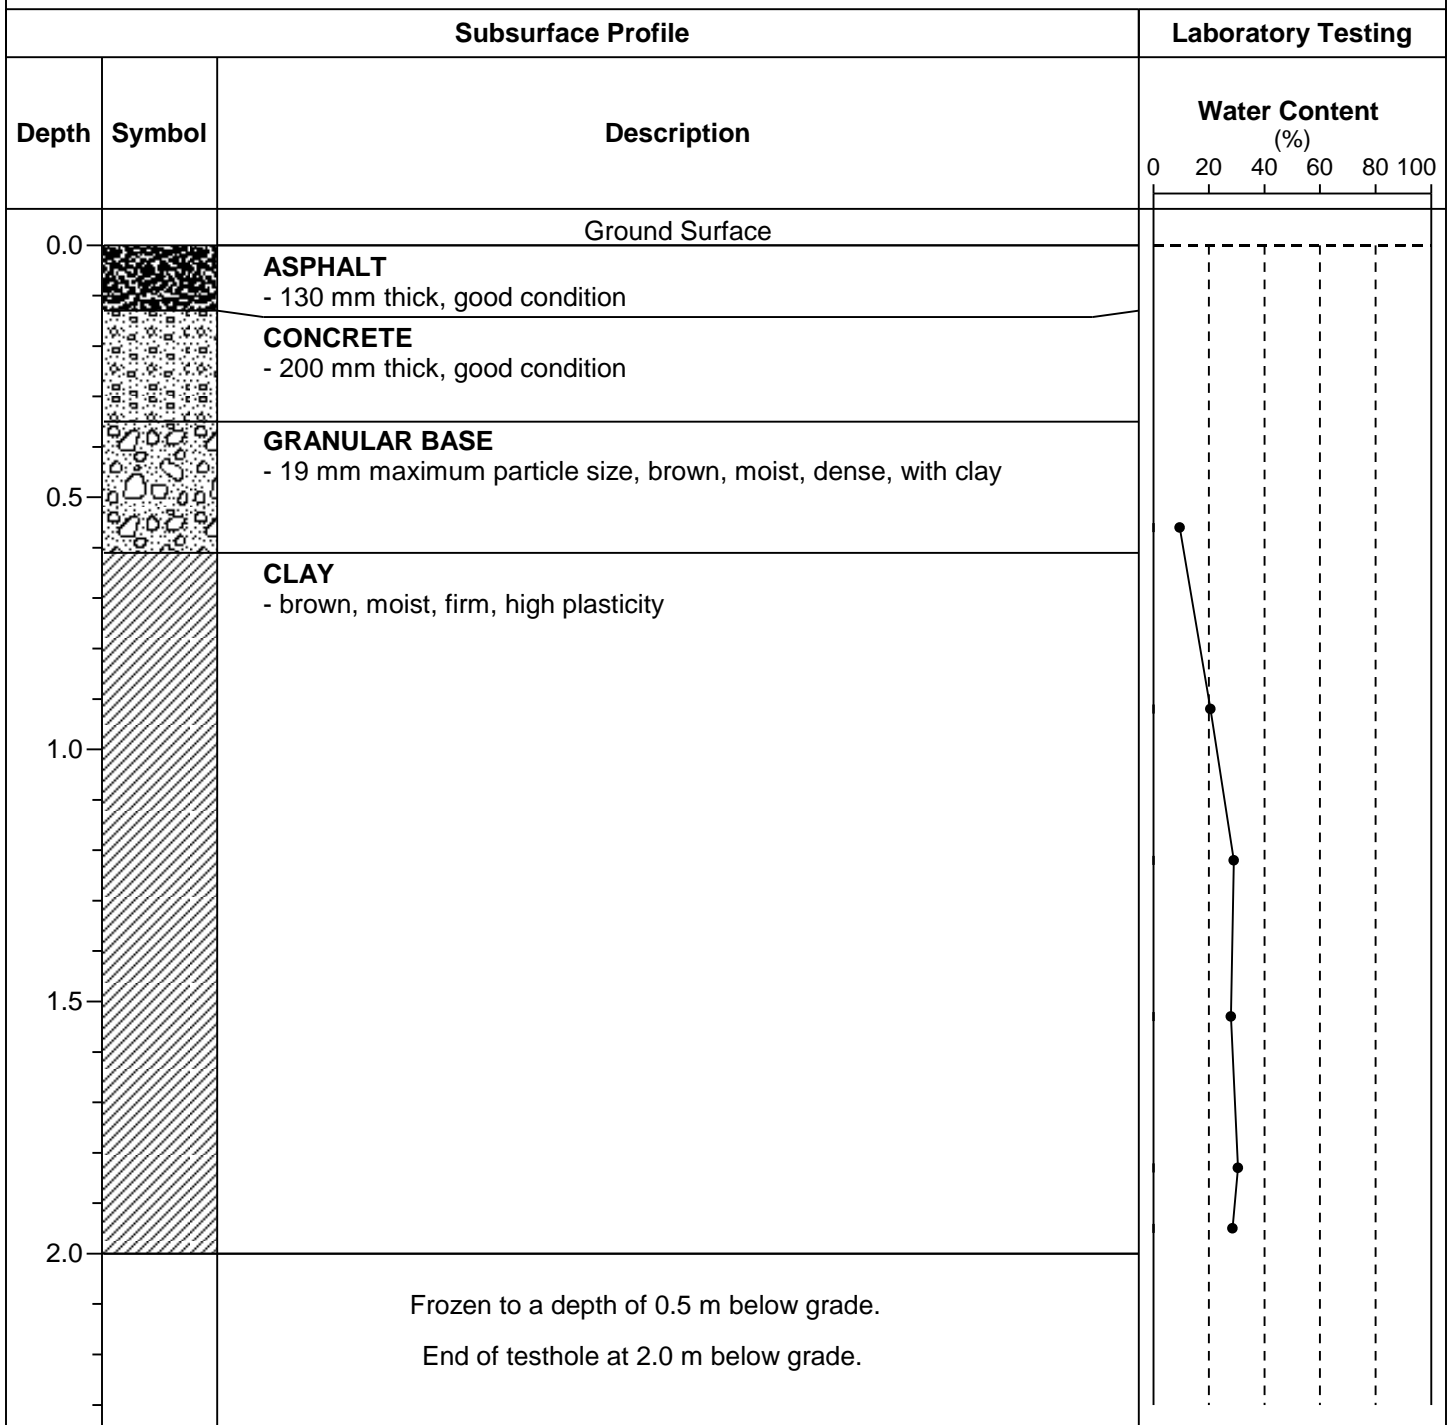 Subsurface Profile
Laboratory Testing
Depth
Symbol
Description
Water Content
(%)
0 20 40 60 80 100
Ground Surface
0.0
ASPHALT
- 130 mm thick, good condition
CONCRETE
- 200 mm thick, good condition
GRANULAR BASE
- 19 mm maximum particle size, brown, moist, dense, with clay
0.5
CLAY
- brown, moist, firm, high plasticity
1.0
1.5
2.0
Frozen to a depth of 0.5 m below grade.
End of testhole at 2.0 m below grade.